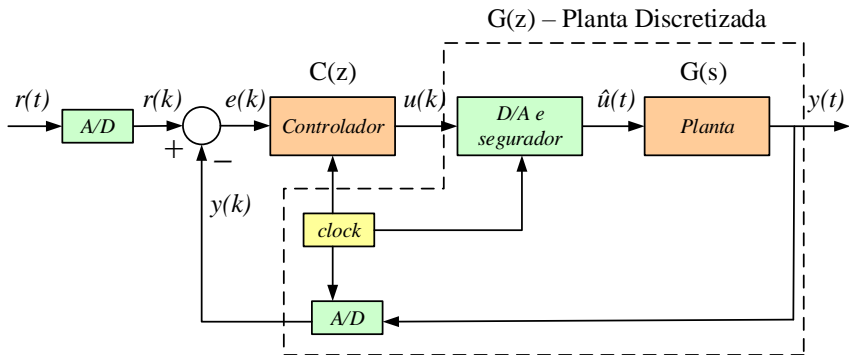 G(z) – Planta Discretizada
C(z)
G(s)
r(t)
r(k)
e(k)
u(k)
û(t)
y(t)
A/D
Controlador
D/A e
segurador
Planta
+
−
y(k)
clock
A/D